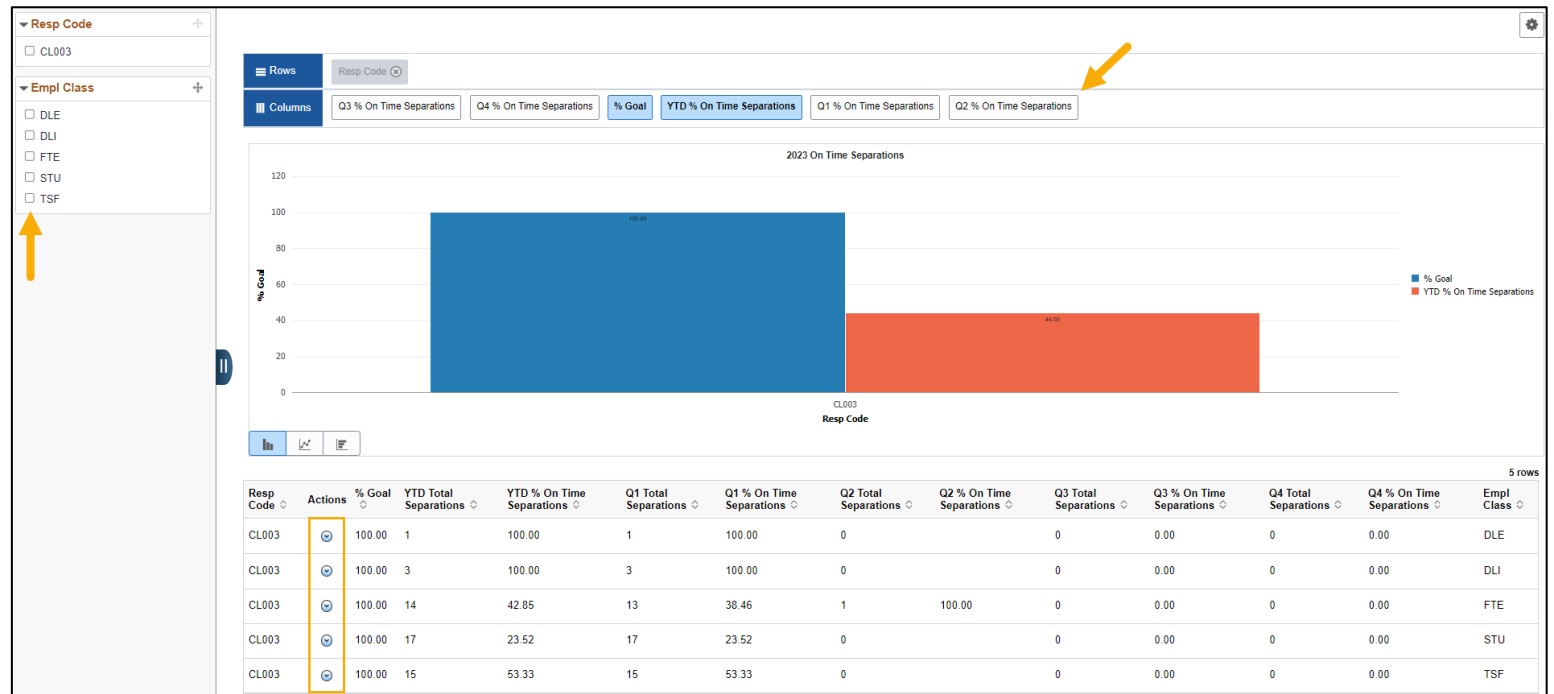 Resp Code
CL003
Empl Class
DLE
DLI
FTE
STU
TSF
Rows
Resp Code
Columns
Q3 % On Time Separations Q4 % On Time Separations % Goal YTD % On Time Separations Q1 % On Time Separations Q2 % On Time Separations
2023 On Time Separations
120
100
80
60
40
20
0
% Goal
100.00
44.00
CL003
Resp Code
% Goal
YTD % On Time Separations
5 rows
Resp Code Actions % Goal YTD Total Separations YTD % On Time Separations Q1 Total Separations Q1 % On Time Separations Q2 Total Separations Q2 % On Time Separations Q3 Total Separations Q3 % On Time Separations Q4 Total Separations Q4 % On Time Separations Empl Class
CL003 100.00 1 100.00 1 100.00 0 0 0.00 0 0.00 DLE
CL003 100.00 3 100.00 3 100.00 0 0 0.00 0 0.00 DLI
CL003 100.00 14 42.85 13 38.46 1 100.00 0 0.00 0 0.00 FTE
CL003 100.00 17 23.52 17 23.52 0 0 0.00 0 0.00 STU
CL003 100.00 15 53.33 15 53.33 0 0 0.00 0 0.00 TSF